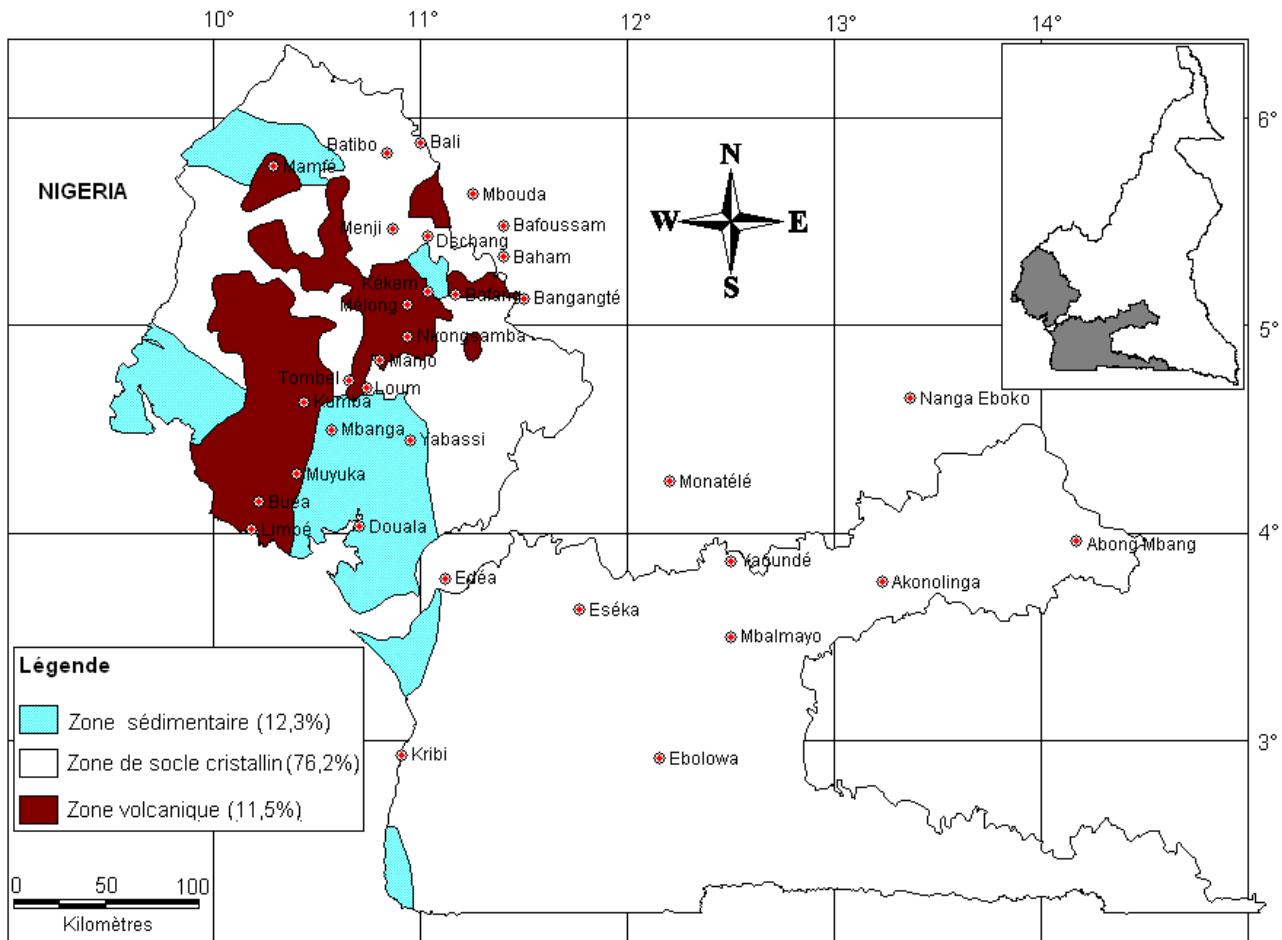 10°
11°
12°
13°
14°
6°
Bali
Batibo
Mamfé
N
NIGERIA
Mbouda
W
E
Menji
Bafoussam
Dschang
Baham
S
Kékem
Bafang
Bangangté
Mélong
5°
Nkongsamba
Manjo
Tombel
Loum
Kumba
Nanga Eboko
Mbanga
Yabassi
Muyuka
Monatélé
Buéa
Limpé
Douala
4°
Abong Mbang
Yaoundé
Edéa
Akonolinga
Eséka
Mbalmayo
Légende
Zone sédimentaire (12,3%)
Zone de socle cristallin (76,2%)
Zone volcanique (11,5%)
Kribi
Ebolowa
3°
0 50 100
Kilomètres